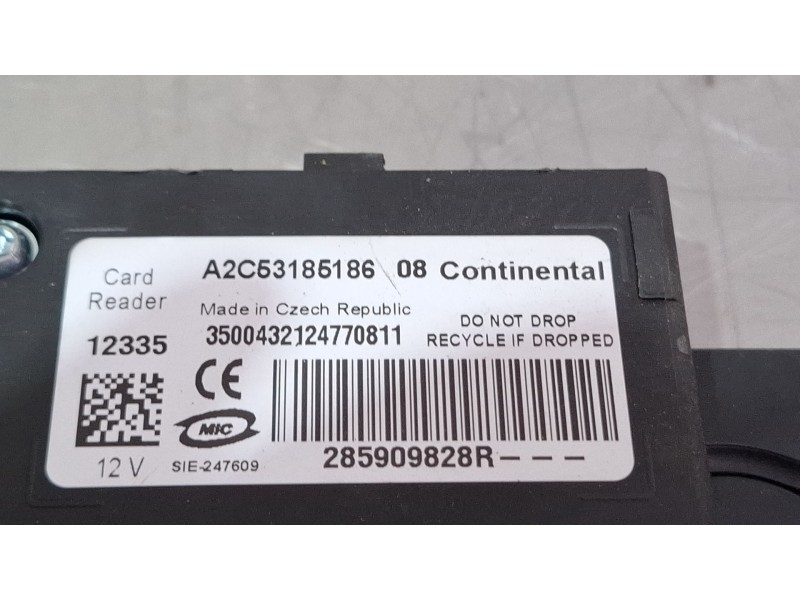 Card Reader
A2C53185186 08 Continental
Made in Czech Republic
12335
3500432124770811
DO NOT DROP
RECYCLE IF DROPPED
CE
MIC
12 V
SIE-247609
285909828R---